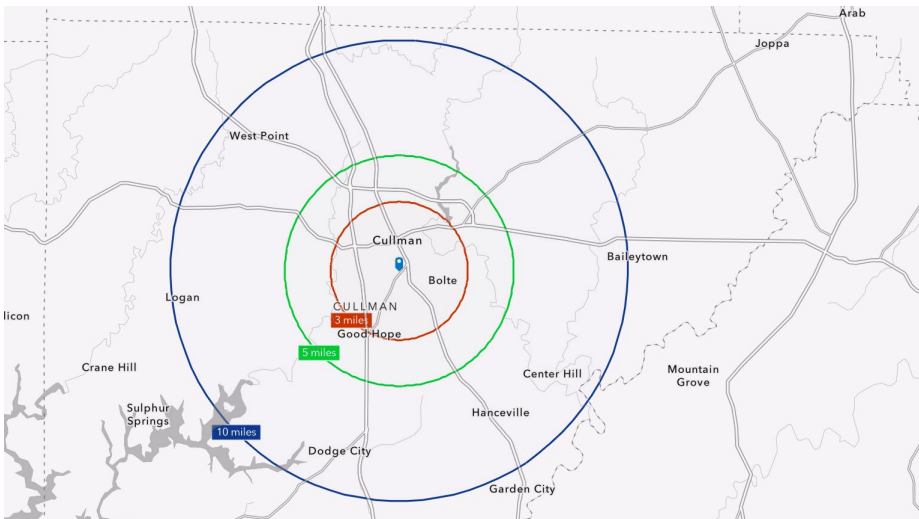 Arab
Joppa
West Point
Cullman
Baileytown
Bolte
Logan
CULLMAN
licon
3 miles
Good Hope
5 miles
Crane Hill
Mountain
Grove
Center Hill
Sulphur
Springs
Hanceville
10 miles
Dodge City
Garden City